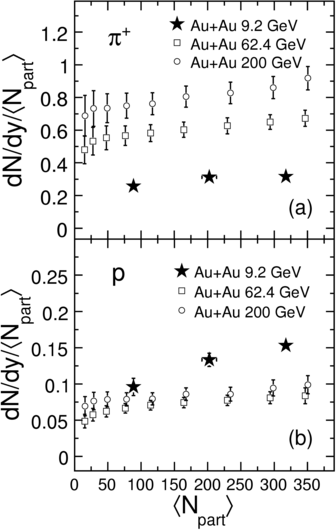 π+
★ Au+Au 9.2 GeV
□ Au+Au 62.4 GeV
○ Au+Au 200 GeV
dN/dy/⟨Npart⟩
1.2
1
0.8
0.6
0.4
0.2
0
(a)
p
★ Au+Au 9.2 GeV
□ Au+Au 62.4 GeV
○ Au+Au 200 GeV
dN/dy/⟨Npart⟩
0.25
0.2
0.15
0.1
0.05
0
(b)
0 50 100 150 200 250 300 350
⟨Npart⟩